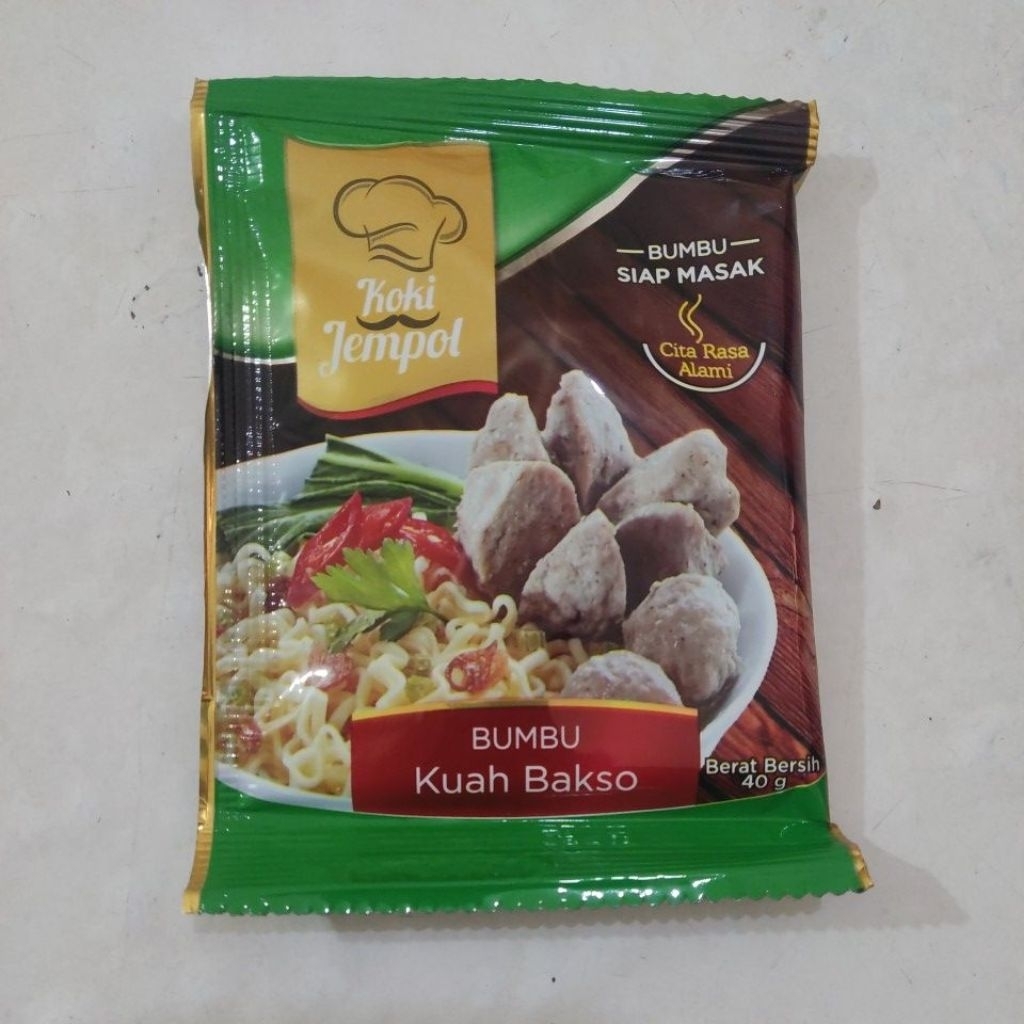 Koki
Jempol
BUMBU
SIAP MASAK
Cita Rasa
Alami
BUMBU
Kuah Bakso
Berat Bersih
40 g